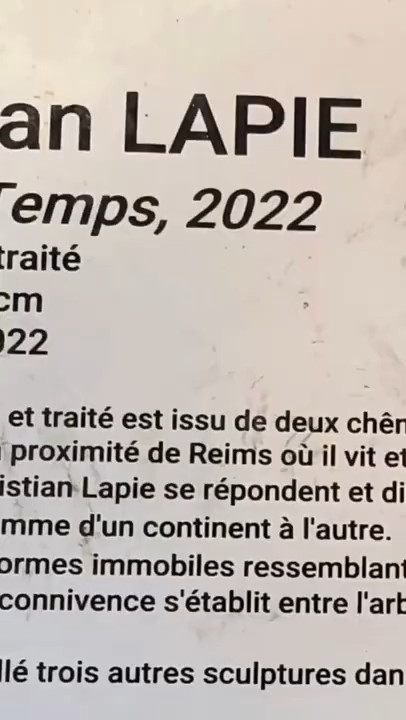 an LAPIE
Temps, 2022
traité
cm
022
et traité est issu de deux chên
proximité de Reims où il vit et
istian Lapie se répondent et di
mme d'un continent à l'autre.
ormes immobiles ressemblant
connivence s'établit entre l'arb
llé trois autres sculptures dan